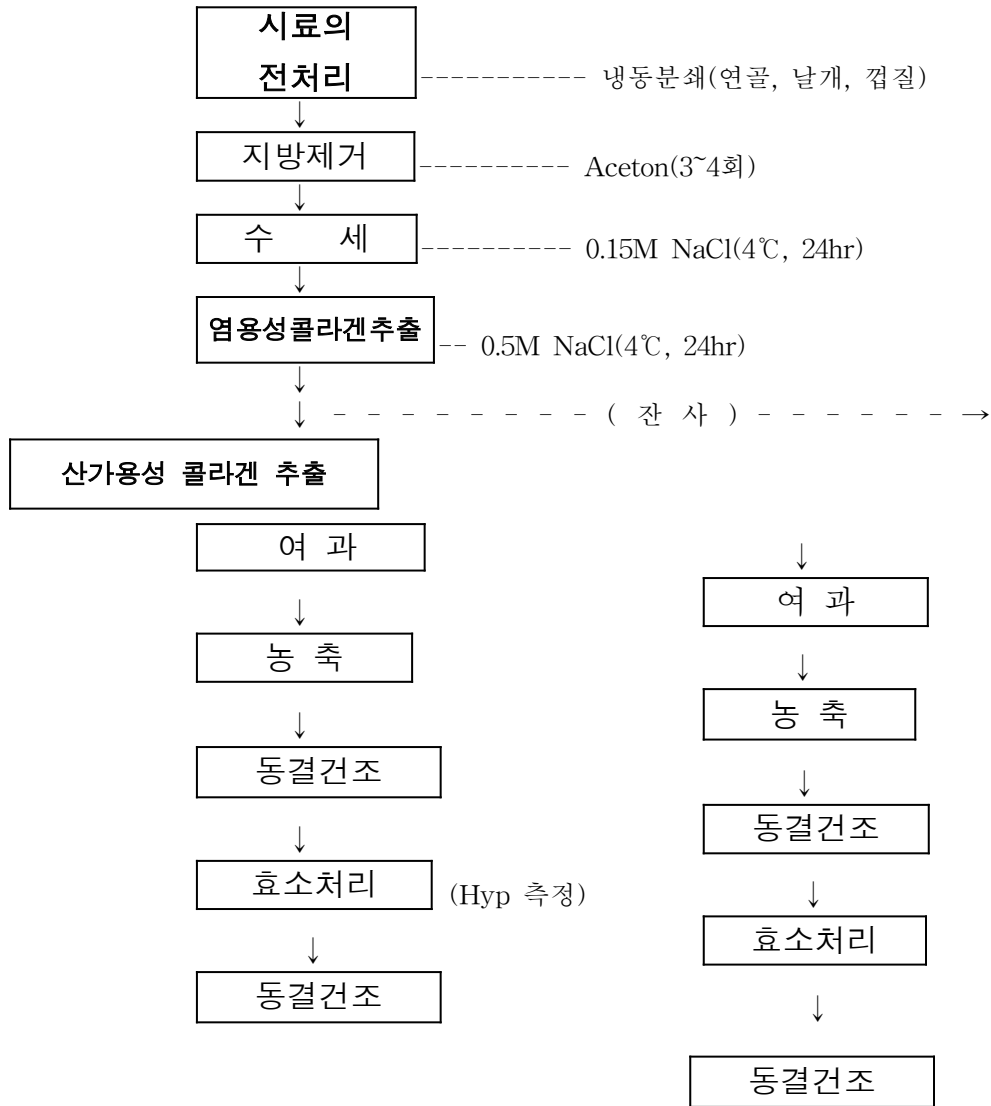 시료의
전처리
----------- 냉동분쇄(연골, 날개, 껍질)
↓
지방제거
---------- Aceton(3~4회)
↓
수 세
---------- 0.15M NaCl(4℃, 24hr)
↓
염용성콜라겐추출
-- 0.5M NaCl(4℃, 24hr)
↓
↓ - - - - - - - - - ( 잔 사 ) - - - - - - →
산가용성 콜라겐 추출
여 과
↓
농 축
↓
동결건조
↓
효소처리 (Hyp 측정)
↓
동결건조
↓
여 과
↓
농 축
↓
동결건조
↓
효소처리
↓
동결건조